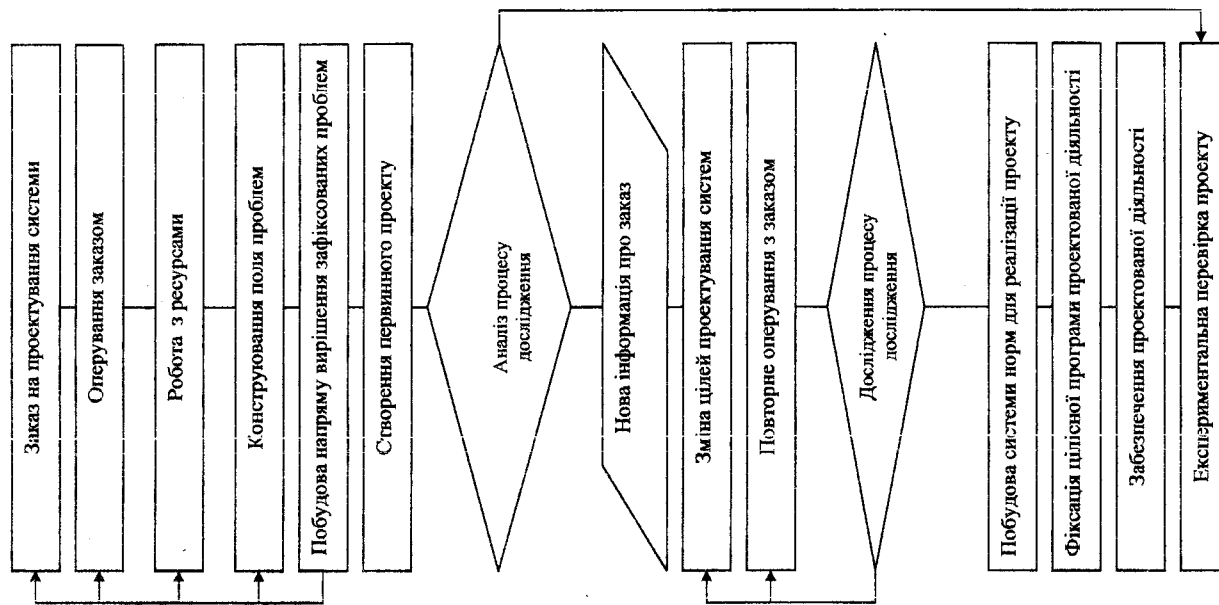 Заказ на проектування системи
Оперування заказом
Робота з ресурсами
Конструювання поля проблем
Побудова напряму вирішення зафіксованих проблем
Створення первинного проекту
Аналіз процесу
дослідження
Нова інформація про заказ
Зміна цілей проектування систем
Повторне оперування з заказом
Дослідження процесу
дослідження
Побудова системи норм для реалізації проекту
Фіксація цілісної програми проектованої діяльності
Забезпечення проектованої діяльності
Експериментальна перевірка проекту